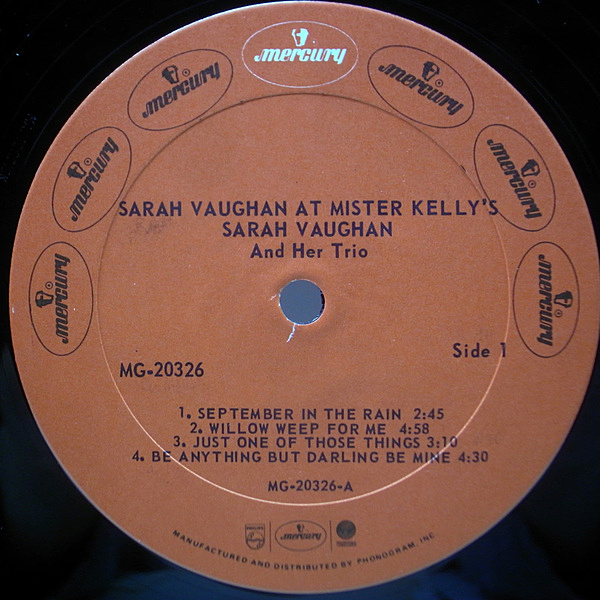 mercury
mercury
mercury
mercury
mercury
mercury
mercury
SARAH VAUGHAN AT MISTER KELLY'S
SARAH VAUGHAN
And Her Trio
Side 1
MG-20326
1. SEPTEMBER IN THE RAIN 2:45
2. WILLOW WEEP FOR ME 4:58
3. JUST ONE OF THOSE THINGS 3:10
4. BE ANYTHING BUT DARLING BE MINE 4:30
MG-20326-A
PHILIPS
mercury
MANUFACTURED AND DISTRIBUTED BY PHONOGRAM, INC.